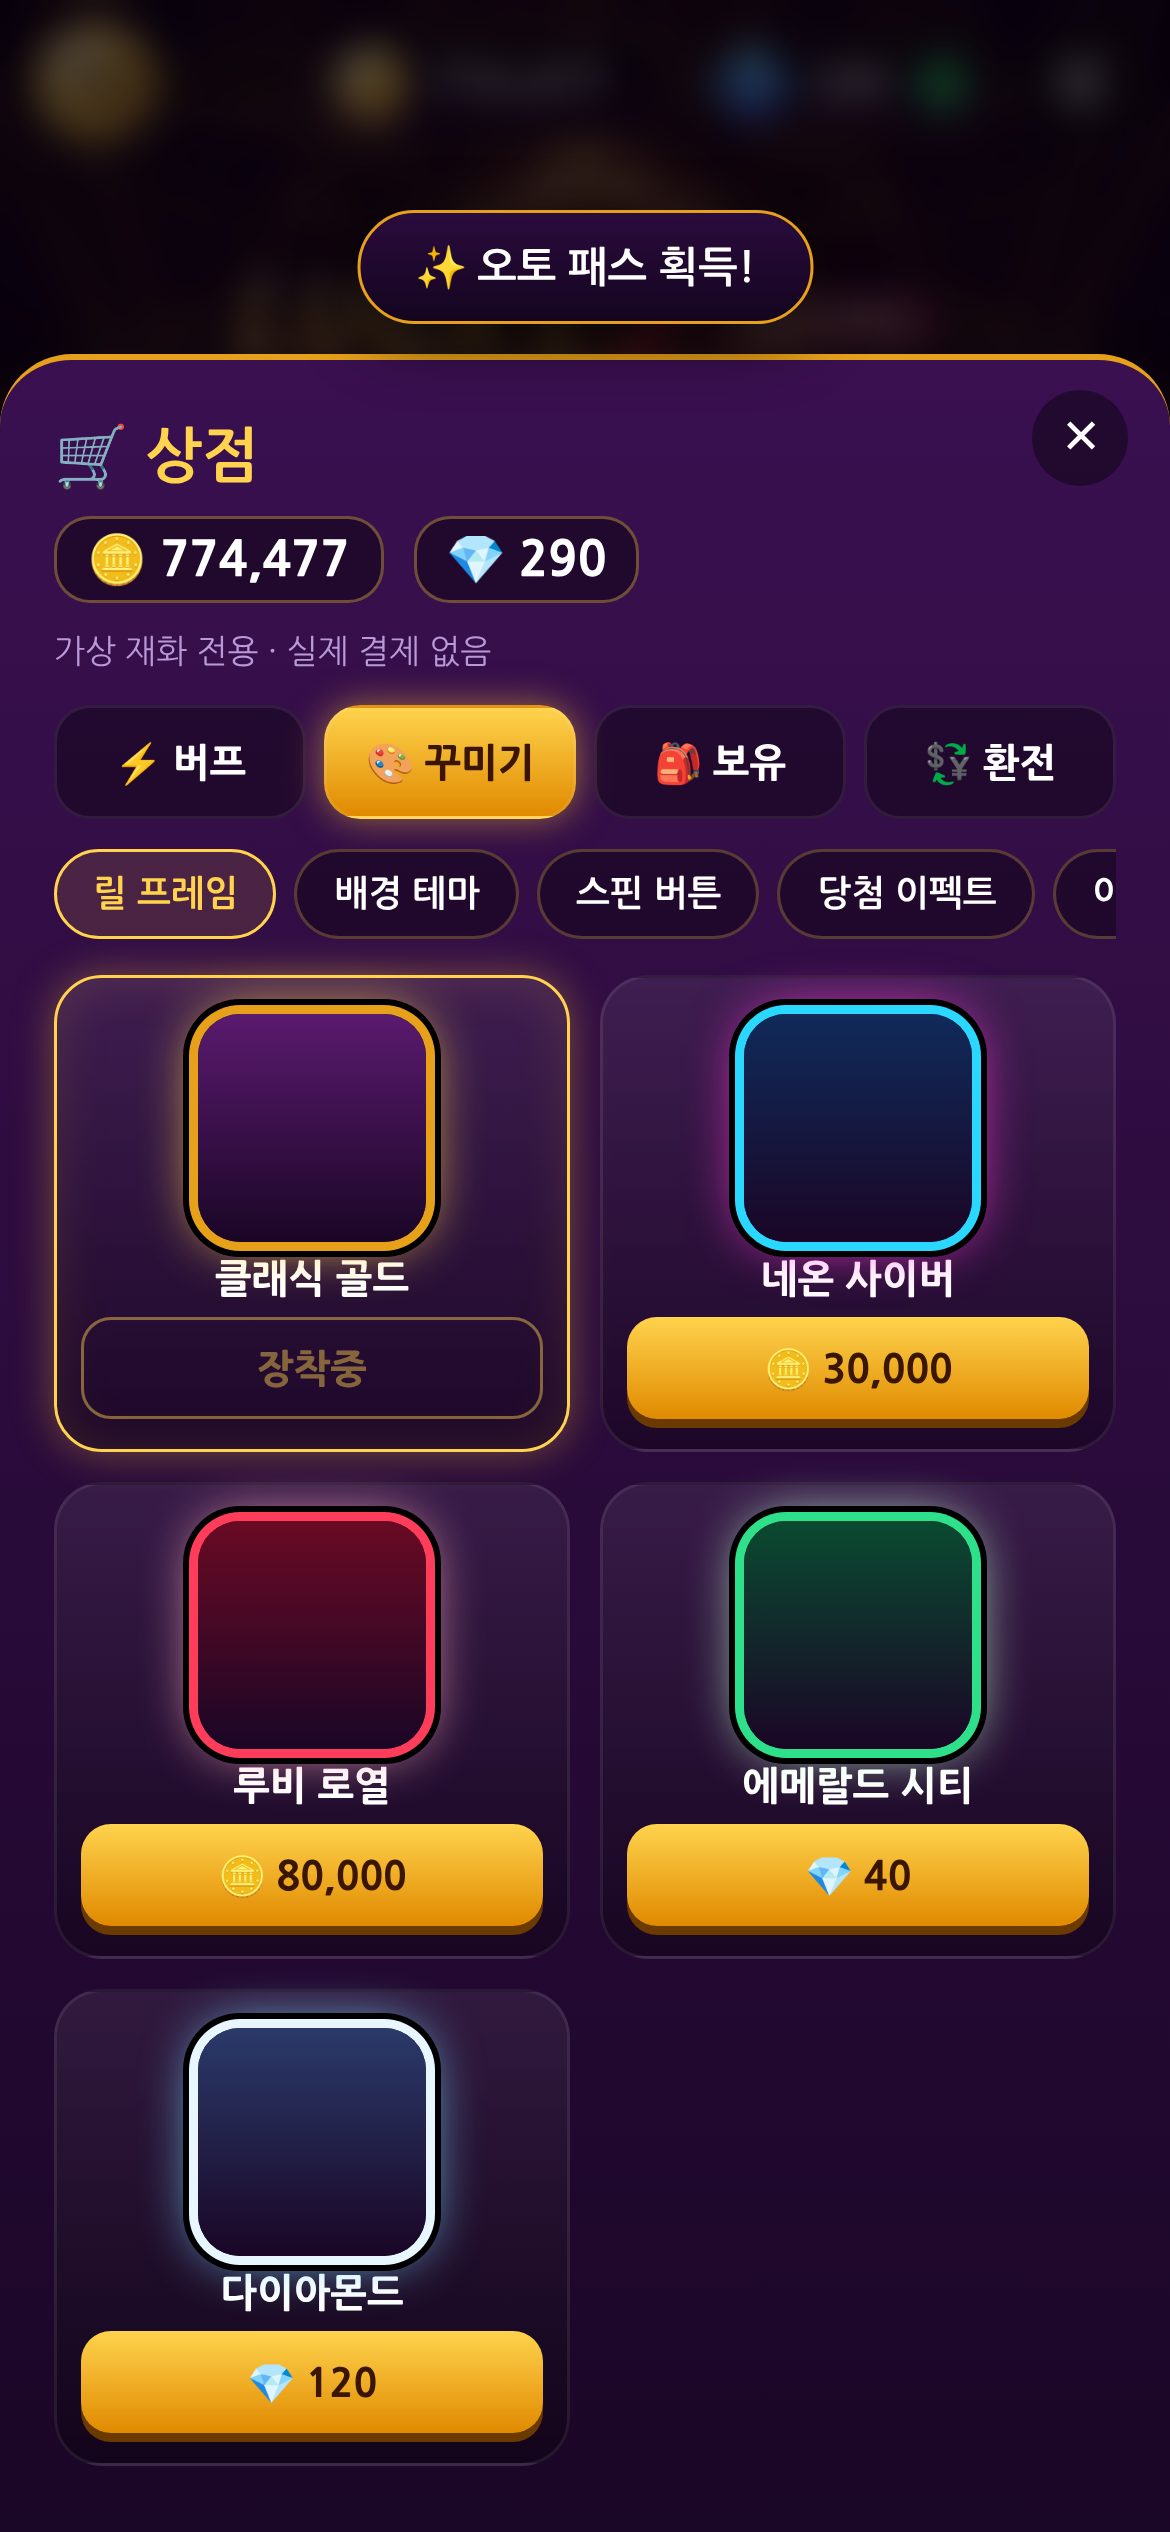 ✨ 오토 패스 획득!
🛒 상점
✕
🪙 774,477 💎 290
가상 재화 전용 · 실제 결제 없음
⚡ 버프 🎨 꾸미기 🎒 보유 💱 환전
릴 프레임 배경 테마 스핀 버튼 당첨 이펙트
클래식 골드
장착중
네온 사이버
🪙 30,000
루비 로열
🪙 80,000
에메랄드 시티
💎 40
다이아몬드
💎 120